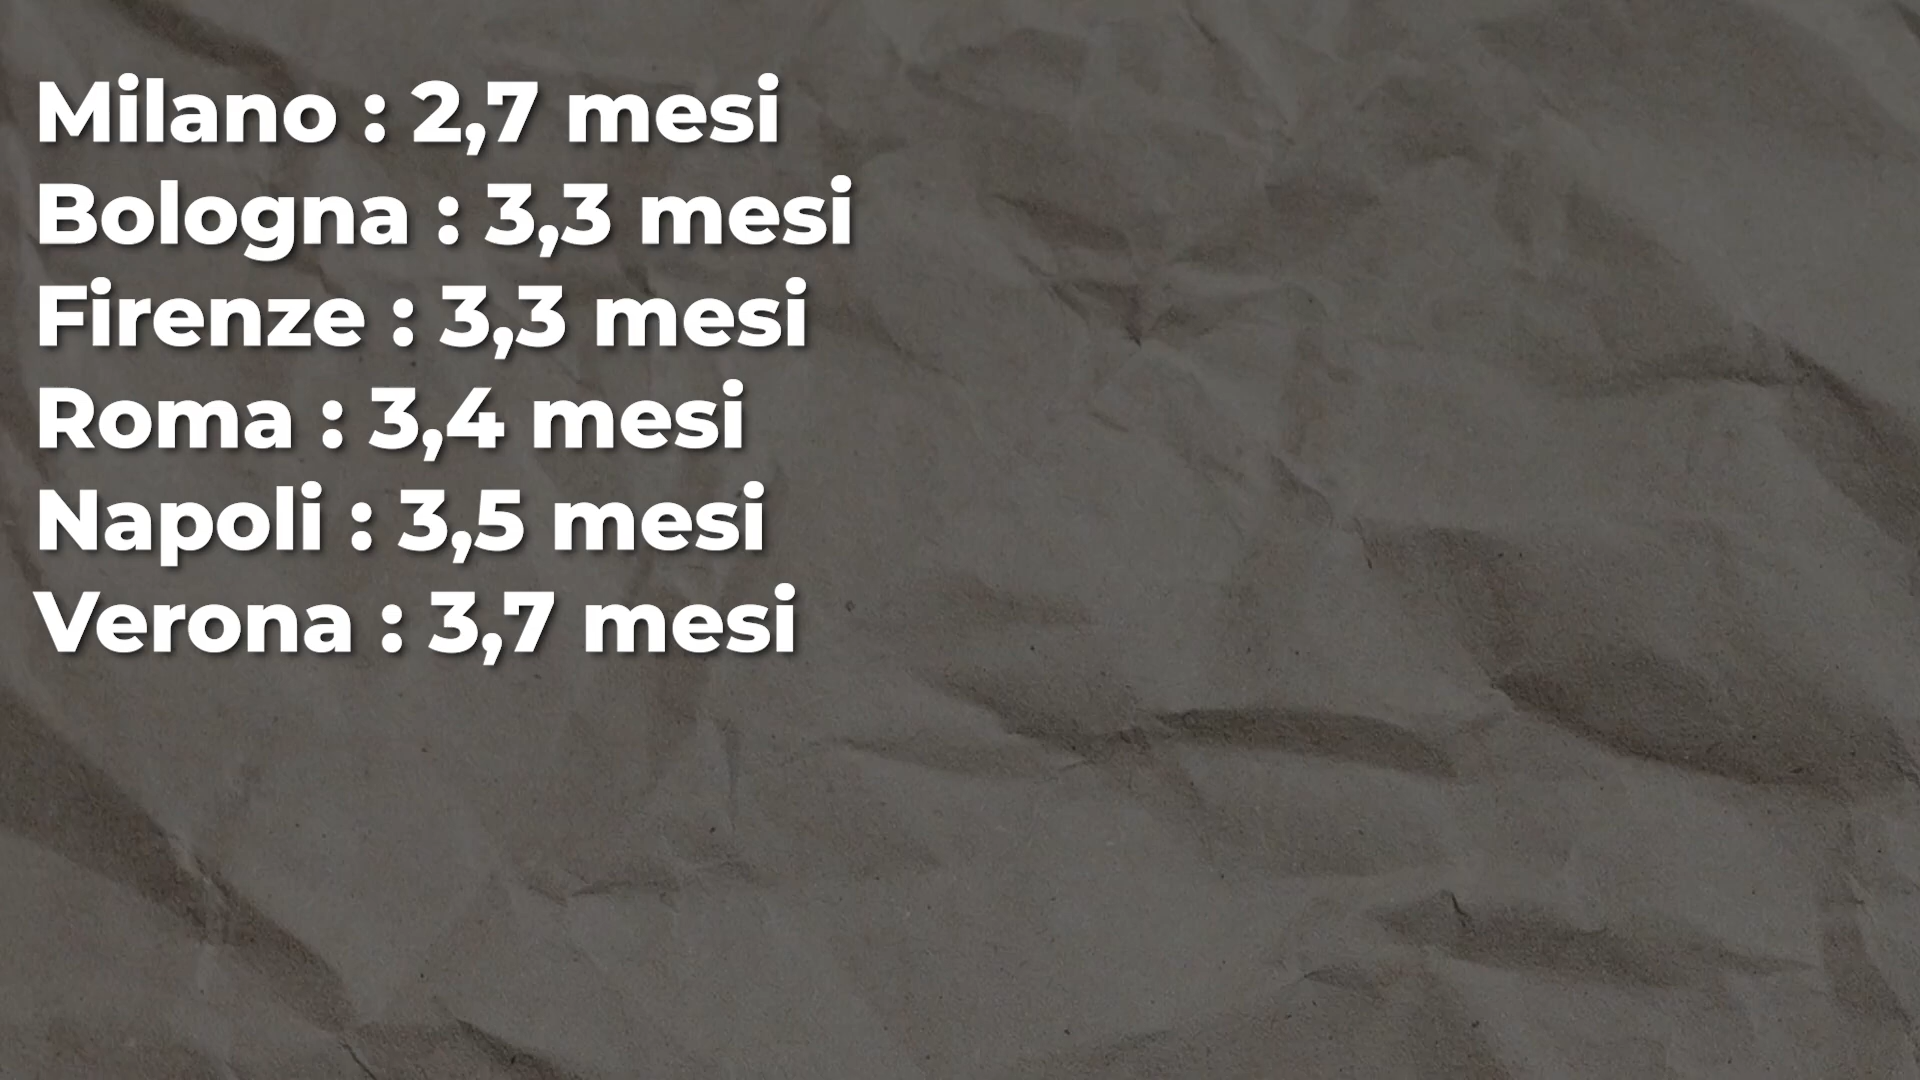 Milano : 2,7 mesi
Bologna : 3,3 mesi
Firenze : 3,3 mesi
Roma : 3,4 mesi
Napoli : 3,5 mesi
Verona : 3,7 mesi